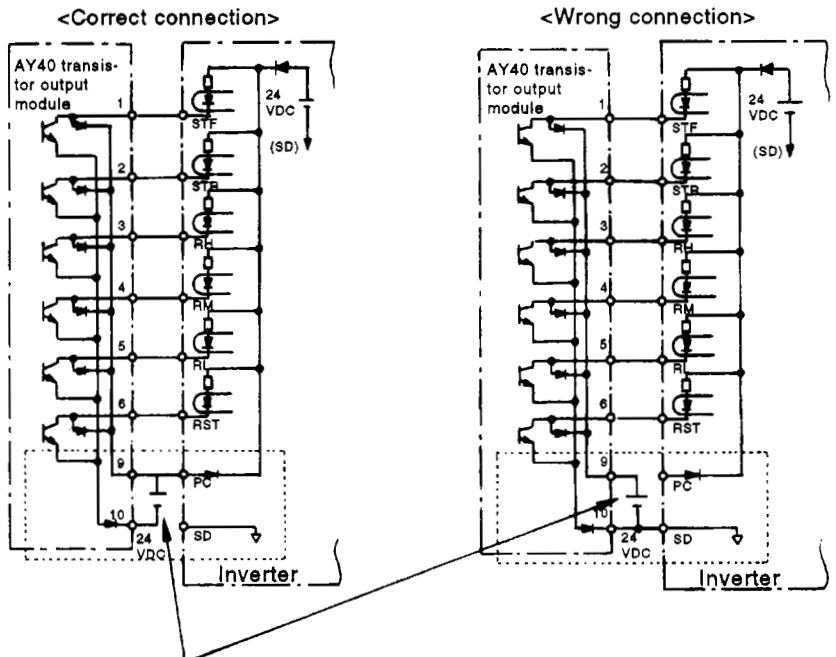 <Correct connection>
AY40 transis-
tor output
module
1
2
3
4
5
6
9
10
STF
STR
RH
RM
RL
RST
PC
SD
24
VDC
(SD)
24
VDC
Inverter
<Wrong connection>
AY40 transis-
tor output
module
1
2
3
4
5
6
9
10
STF
STR
RH
RM
RL
RST
PC
SD
24
VDC
(SD)
24
VDC
Inverter